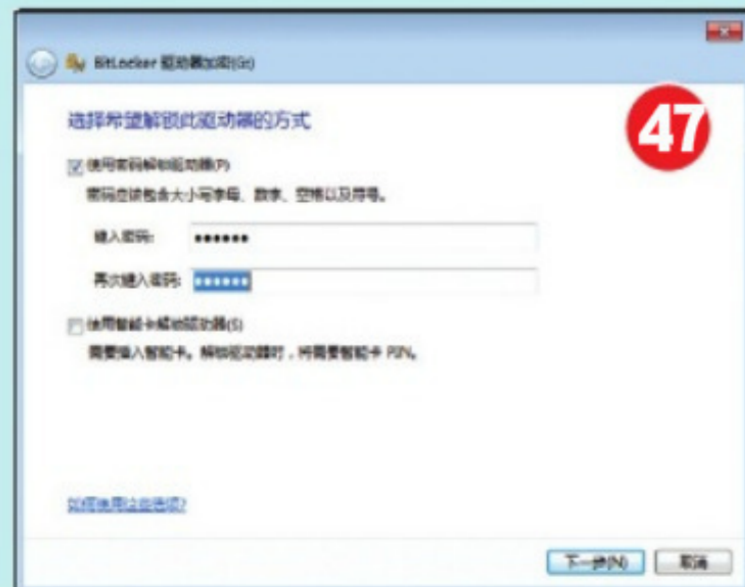 BitLocker 驱动器加密(G:)
选择希望解锁此驱动器的方式
47
使用密码解锁驱动器(P)
密码应该包含大小写字母、数字、空格以及符号。
键入密码: ●●●●●●
再次键入密码: ●●●●●●
使用智能卡解锁驱动器(S)
需要插入智能卡。解锁驱动器时，将需要智能卡 PIN。
如何使用这些选项?
下一步(N) 取消